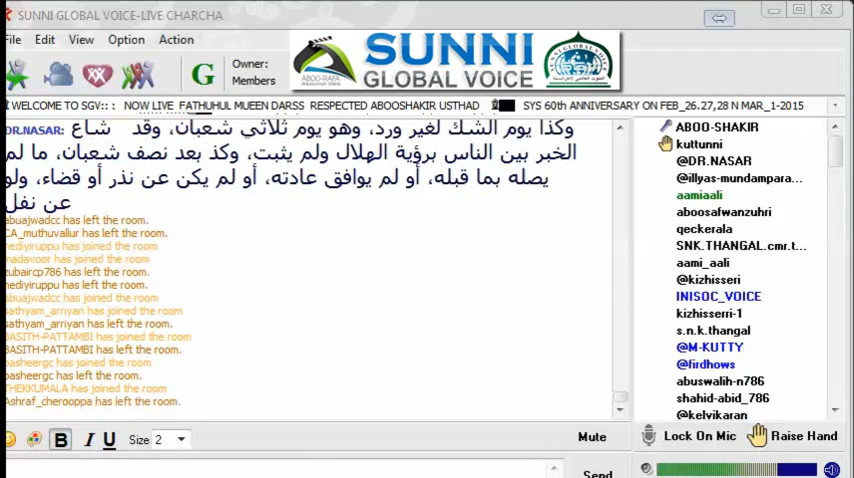 SUNNI GLOBAL VOICE-LIVE CHARCHA
File Edit View Option Action
G Owner:
Members
ABOO-RAFA
SUNNI
GLOBAL VOICE
WELCOME TO SGV: : NOW LIVE FATHUHUL MUEEN DARSS RESPECTED ABOOSHAKIR USTHAD SYS 60th ANNIVERSARY ON FEB_26.27,28 N MAR_1-2015
DR.NASAR: وكذا يوم الشك لغير ورد، وهو يوم ثلاثي شعبان، وقد شاع
الخبر بين الناس برؤية الهلال ولم يثبت، وكذ بعد نصف شعبان، ما لم
يصله بما قبله، أو لم يوافق عادته، أو لم يكن عن نذر أو قضاء، ولو
عن نفل
abuajwadcc has left the room.
CA_muthuvallur has left the room.
nediyiruppu has joined the room
madavoor has left the room.
zubaircp786 has left the room.
nediyiruppu has left the room.
abuajwadcc has joined the room
sathyam_arriyan has joined the room
sathyam_arriyan has left the room.
BASITH-PATTAMBI has joined the room
BASITH-PATTAMBI has left the room.
basheergc has joined the room
basheergc has left the room.
THEKKUMALA has joined the room
Ashraf_cherooppa has left the room.
B I U Size 2
Mute
Send
ABOO-SHAKIR
kuttunni
@DR.NASAR
@illyas-mundampara...
aamiaali
aboosafwanzuhri
qeckerala
SNK.THANGAL.cmr.t...
aami_aali
@kizhisseri
INISOC_VOICE
kizhisserri-1
s.n.k.thangal
@M-KUTTY
@firdhows
abuswalih-n786
shahid-abid_786
@kelvikaran
Lock On Mic Raise Hand